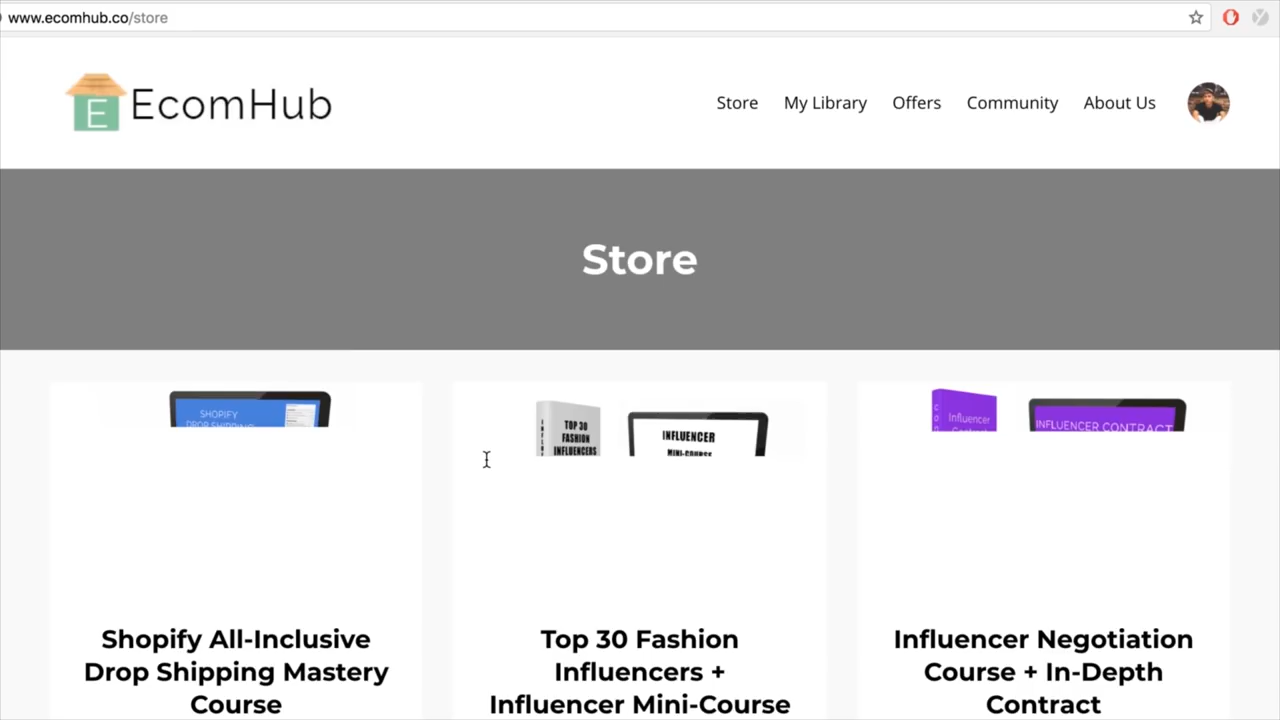 www.ecomhub.co/store
E EcomHub
Store My Library Offers Community About Us
Store
SHOPIFY
DROP SHIPPING
TOP 30
FASHION
INFLUENCERS
INFLUENCER
MINI-COURSE
Influencer
INFLUENCER CONTRACT
Shopify All-Inclusive
Drop Shipping Mastery
Course
Top 30 Fashion
Influencers +
Influencer Mini-Course
Influencer Negotiation
Course + In-Depth
Contract